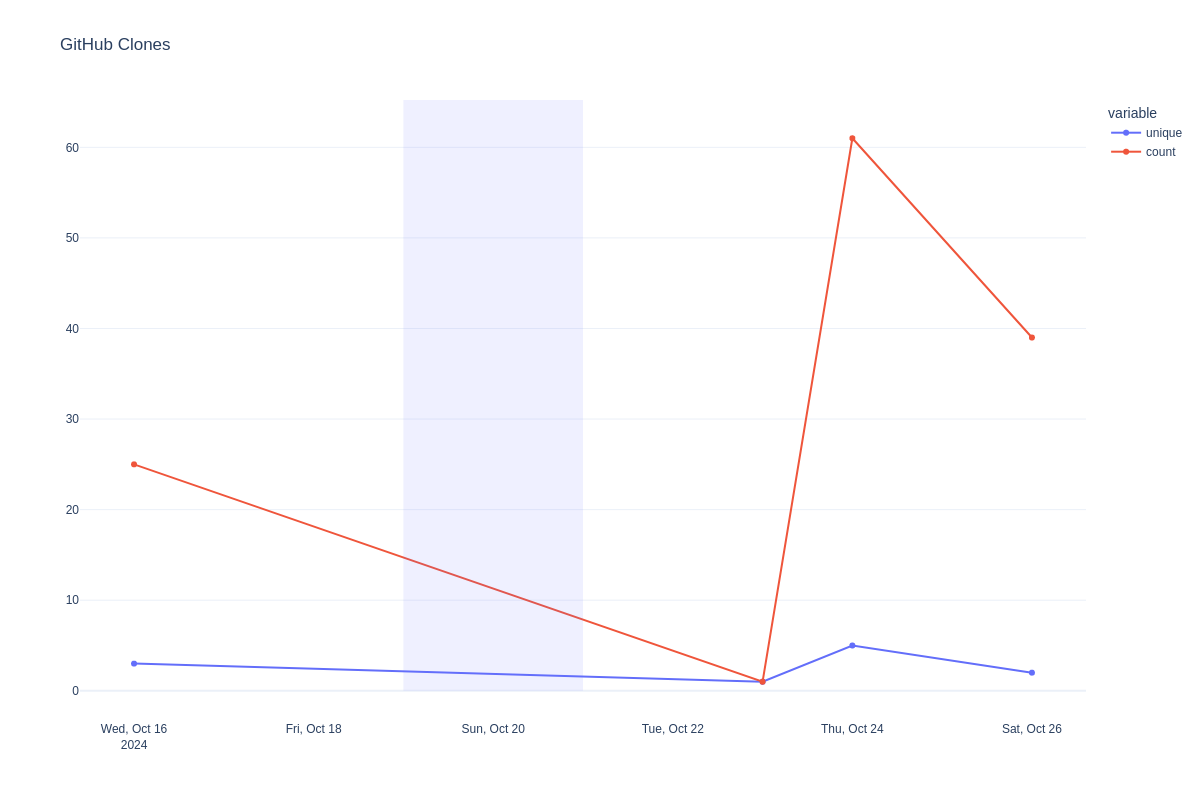 GitHub Clones
variable
unique
count
60
50
40
30
20
10
0
Wed, Oct 16
2024
Fri, Oct 18
Sun, Oct 20
Tue, Oct 22
Thu, Oct 24
Sat, Oct 26